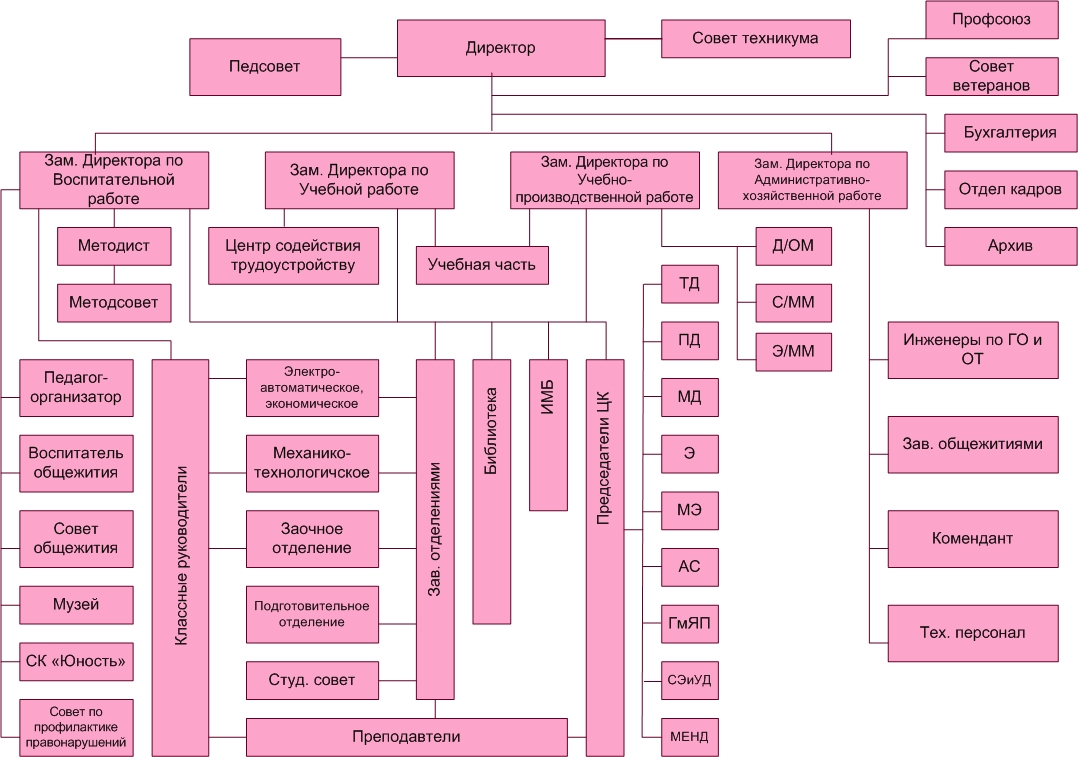 Профсоюз
Директор
Совет техникума
Педсовет
Совет
ветеранов
Бухгалтерия
Зам. Директора по
Воспитательной
работе
Зам. Директора по
Учебной работе
Зам. Директора по
Учебно-
производственной работе
Зам. Директора по
Административно-
хозяйственной работе
Отдел кадров
Архив
Методист
Методсовет
Центр содействия
трудоустройству
Учебная часть
Д/ОМ
С/ММ
Э/ММ
ТД
ПД
МД
Э
МЭ
АС
ГмЯП
СЭиУД
МЕНД
Инженеры по ГО и
ОТ
Зав. общежитиями
Комендант
Тех. персонал
Педагог-
организатор
Воспитатель
общежития
Совет
общежития
Музей
СК «Юность»
Совет по
профилактике
правонарушений
Классные руководители
Электро-
автоматическое,
экономическое
Механико-
технологичское
Заочное
отделение
Подготовительное
отделение
Студ. совет
Зав. отделениями
Библиотека
ИМБ
Председатели ЦК
Преподавтели